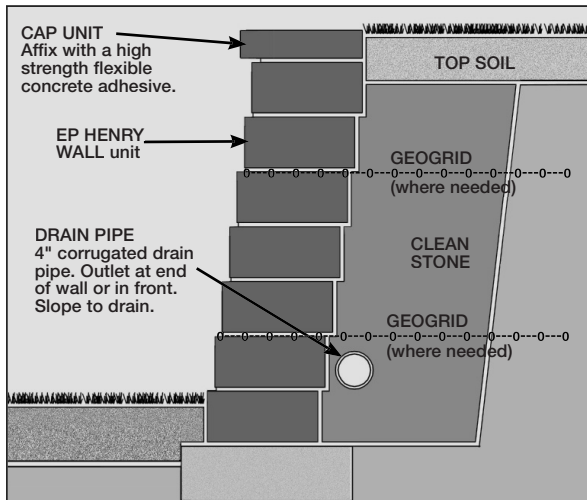 CAP UNIT
Affix with a high
strength flexible
concrete adhesive.
TOP SOIL
EP HENRY
WALL unit
GEOGRID
(where needed)
DRAIN PIPE
4" corrugated drain
pipe. Outlet at end
of wall or in front.
Slope to drain.
CLEAN
STONE
GEOGRID
(where needed)